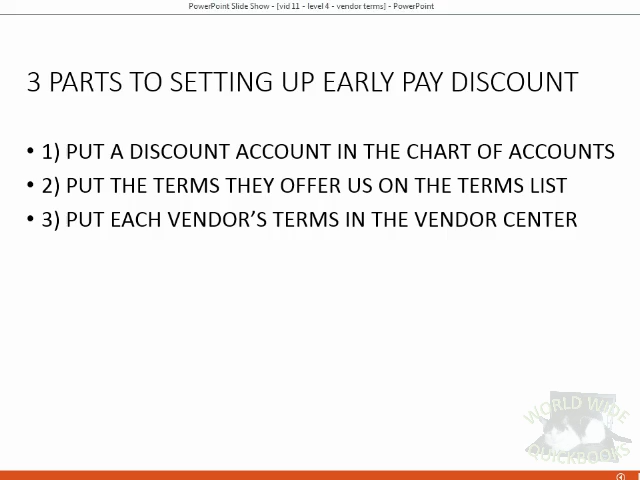 PowerPoint Slide Show - [vid 11 - level 4 - vendor terms] - PowerPoint
3 PARTS TO SETTING UP EARLY PAY DISCOUNT
• 1) PUT A DISCOUNT ACCOUNT IN THE CHART OF ACCOUNTS
• 2) PUT THE TERMS THEY OFFER US ON THE TERMS LIST
• 3) PUT EACH VENDOR’S TERMS IN THE VENDOR CENTER
WORLD WIDE
QUICKBOOKS